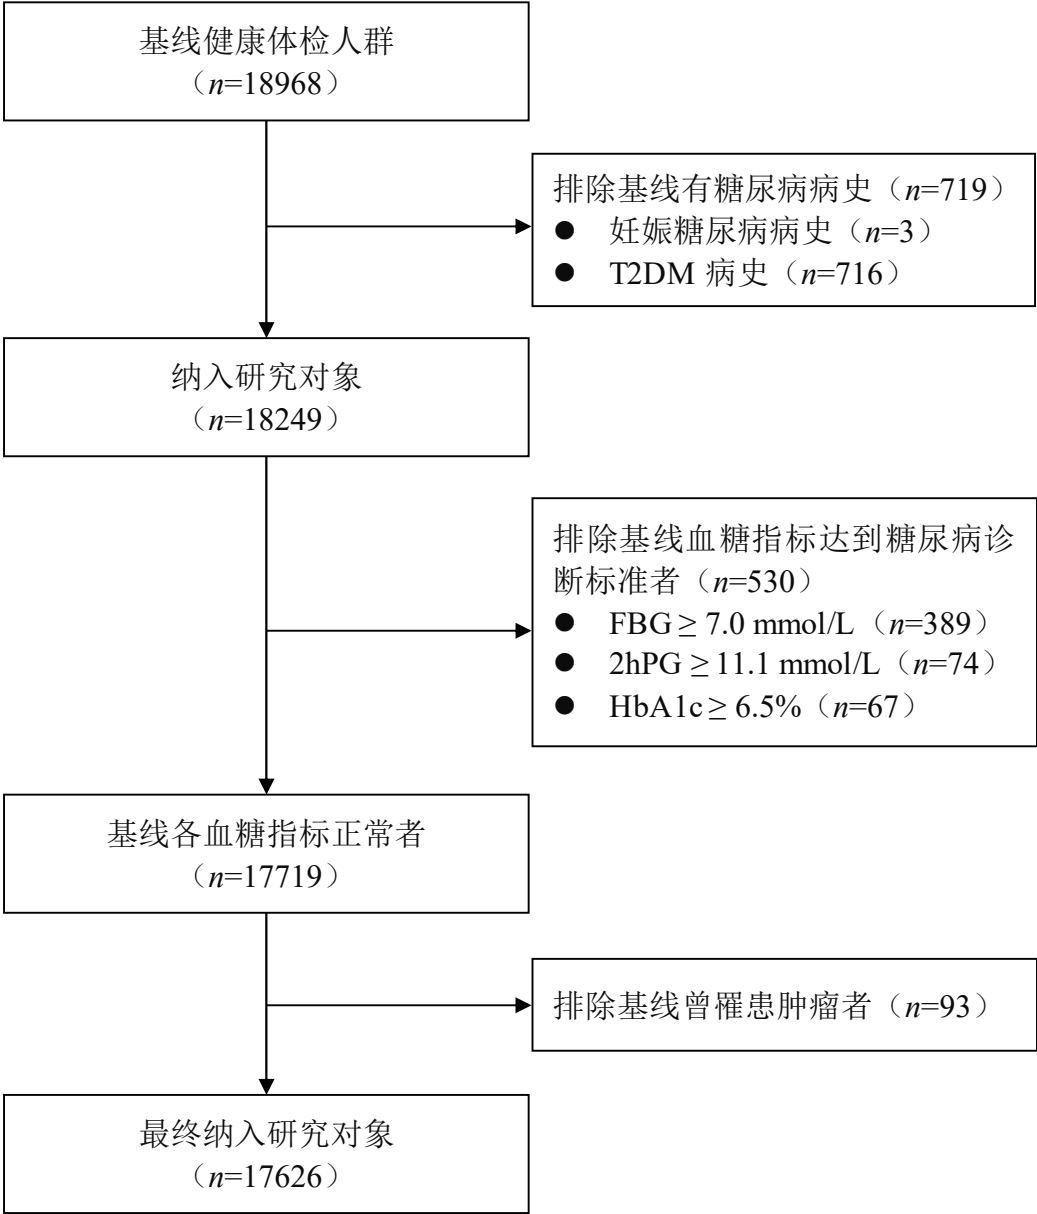 基线健康体检人群
（n=18968）
排除基线有糖尿病病史（n=719）
● 妊娠糖尿病病史（n=3）
● T2DM 病史（n=716）
纳入研究对象
（n=18249）
排除基线血糖指标达到糖尿病诊
断标准者（n=530）
● FBG ≥ 7.0 mmol/L（n=389）
● 2hPG ≥ 11.1 mmol/L（n=74）
● HbA1c ≥ 6.5%（n=67）
基线各血糖指标正常者
（n=17719）
排除基线曾罹患肿瘤者（n=93）
最终纳入研究对象
（n=17626）